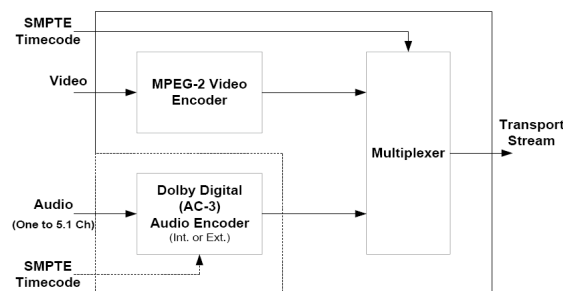 SMPTE
Timecode
Video
MPEG-2 Video
Encoder
Multiplexer
Transport
Stream
Audio
(One to 5.1 Ch)
Dolby Digital
(AC-3)
Audio Encoder
(Int. or Ext.)
SMPTE
Timecode